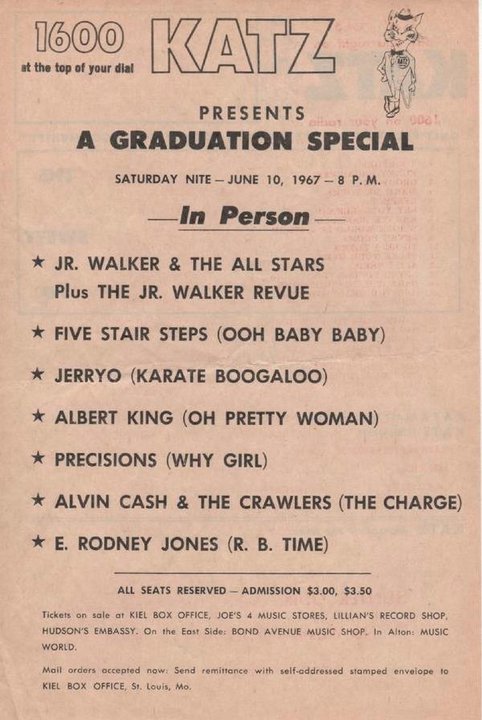 1600 KATZ
at the top of your dial
PRESENTS
A GRADUATION SPECIAL
SATURDAY NITE — JUNE 10, 1967 — 8 P. M.
In Person
★ JR. WALKER & THE ALL STARS
Plus THE JR. WALKER REVUE
★ FIVE STAIR STEPS (OOH BABY BABY)
★ JERRYO (KARATE BOOGALOO)
★ ALBERT KING (OH PRETTY WOMAN)
★ PRECISIONS (WHY GIRL)
★ ALVIN CASH & THE CRAWLERS (THE CHARGE)
★ E. RODNEY JONES (R. B. TIME)
ALL SEATS RESERVED — ADMISSION $3.00, $3.50
Tickets on sale at KIEL BOX OFFICE, JOE'S 4 MUSIC STORES, LILLIAN'S RECORD SHOP,
HUDSON'S EMBASSY. On the East Side: BOND AVENUE MUSIC SHOP. In Alton: MUSIC
WORLD.
Mail orders accepted now: Send remittance with self-addressed stamped envelope to
KIEL BOX OFFICE, St. Louis, Mo.